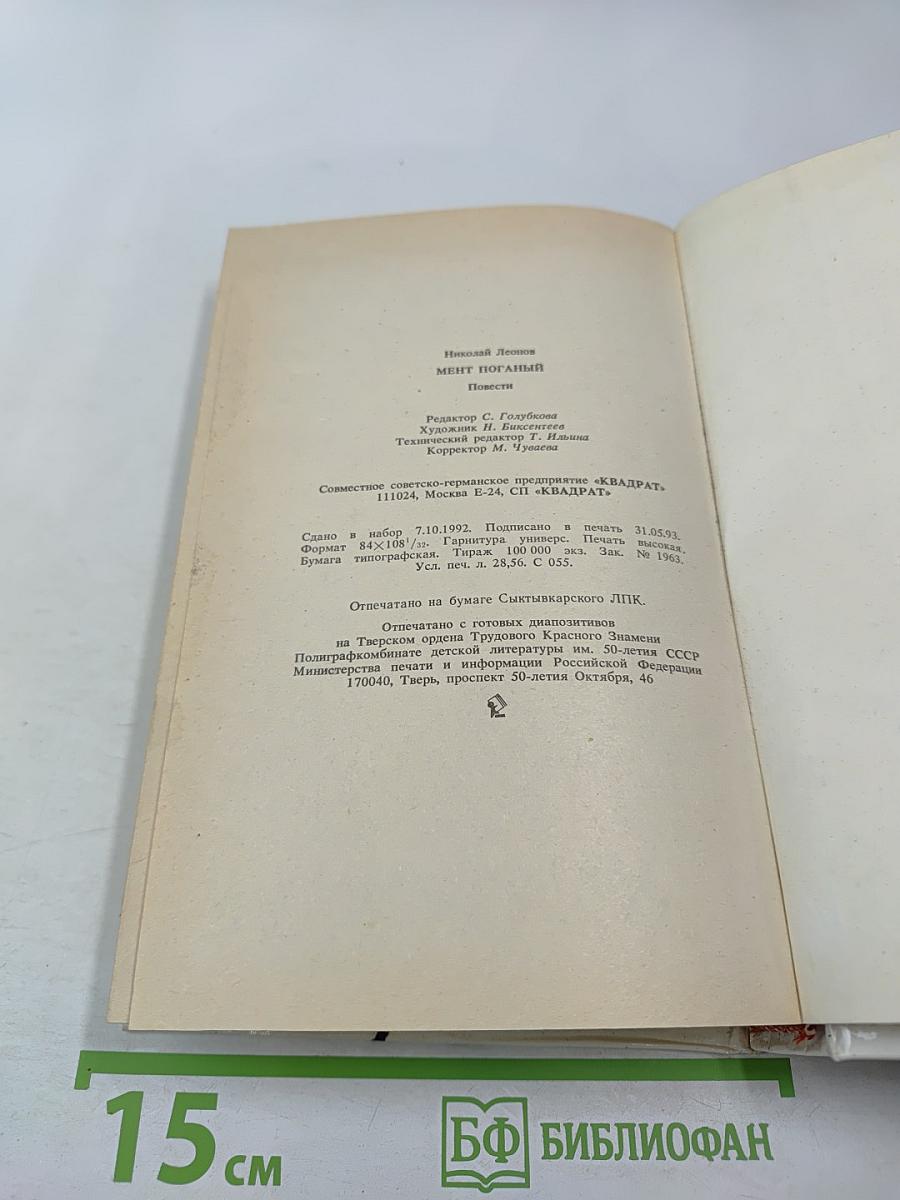 Николай Леонов
МЕНТ ПОГАНЫЙ
Повести
Редактор С. Голубкова
Художник Н. Биксентеев
Технический редактор Т. Ильина
Корректор М. Чуваева
Совместное советско-германское предприятие «КВАДРАТ»
111024, Москва Е-24, СП «КВАДРАТ»
Сдано в набор 7.10.1992. Подписано в печать 31.05.93.
Формат 84×108¹/₃₂. Гарнитура универс. Печать высокая.
Бумага типографская. Тираж 100 000 экз. Зак. № 1963.
Усл. печ. л. 28,56. С 055.
Отпечатано на бумаге Сыктывкарского ЛПК.
Отпечатано с готовых диапозитивов
на Тверском ордена Трудового Красного Знамени
Полиграфкомбинате детской литературы им. 50-летия СССР
Министерства печати и информации Российской Федерации
170040, Тверь, проспект 50-летия Октября, 46
15 см
БФ БИБЛИОФАН